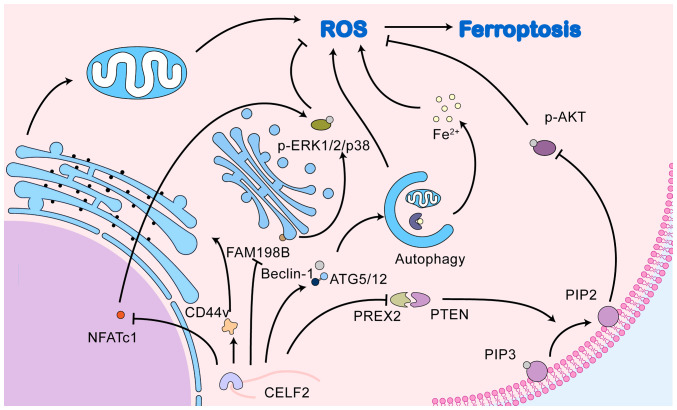 ROS
Ferroptosis
p-AKT
Fe2+
p-ERK1/2/p38
FAM198B
Autophagy
Beclin-1
ATG5/12
CD44v
PIP2
PREX2
PTEN
NFATc1
PIP3
CELF2